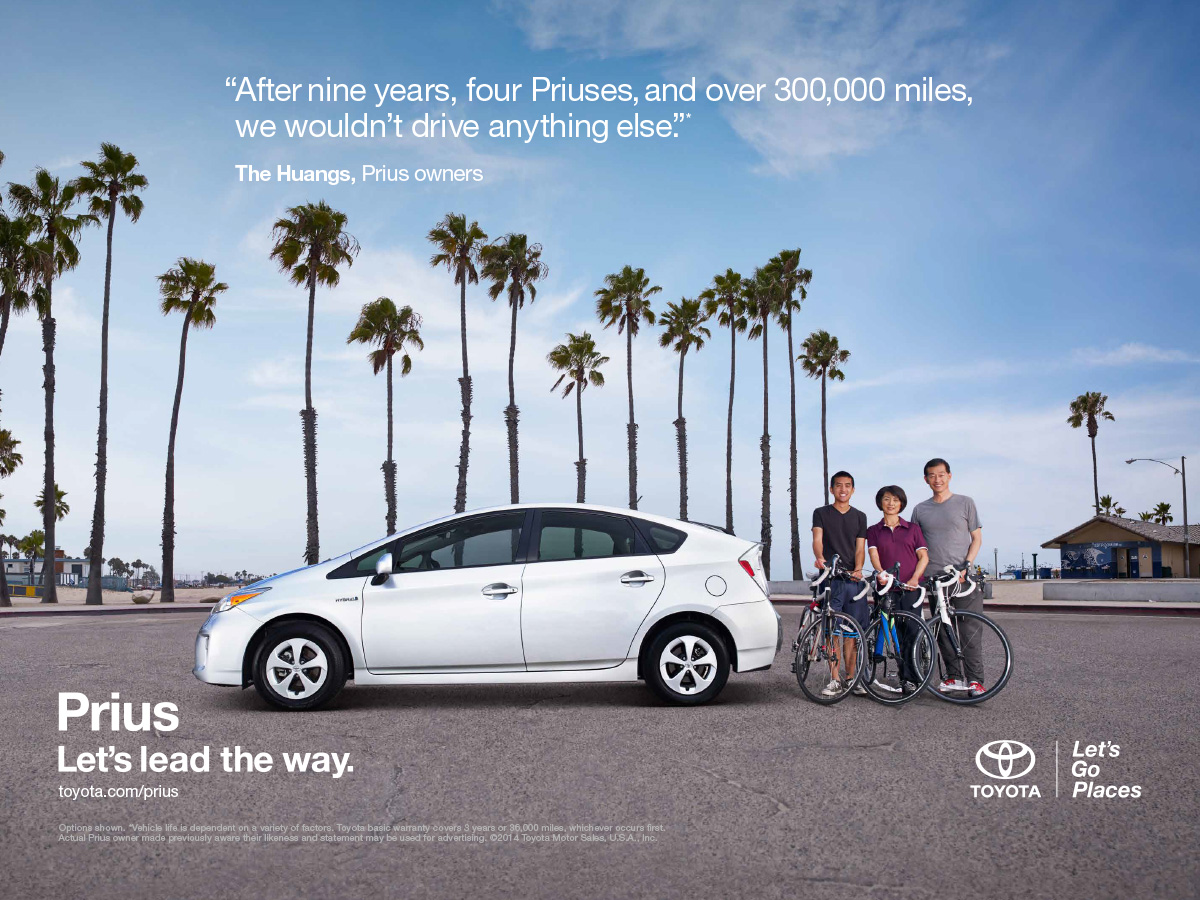 “After nine years, four Priuses, and over 300,000 miles,
we wouldn’t drive anything else.”*
The Huangs, Prius owners
HYBRID
Prius
Let’s lead the way.
toyota.com/prius
TOYOTA
Let’s
Go
Places
Options shown. *Vehicle life is dependent on a variety of factors. Toyota basic warranty covers 3 years or 36,000 miles, whichever occurs first.
Actual Prius owner made previously aware their likeness and statement may be used for advertising. ©2014 Toyota Motor Sales, U.S.A., Inc.